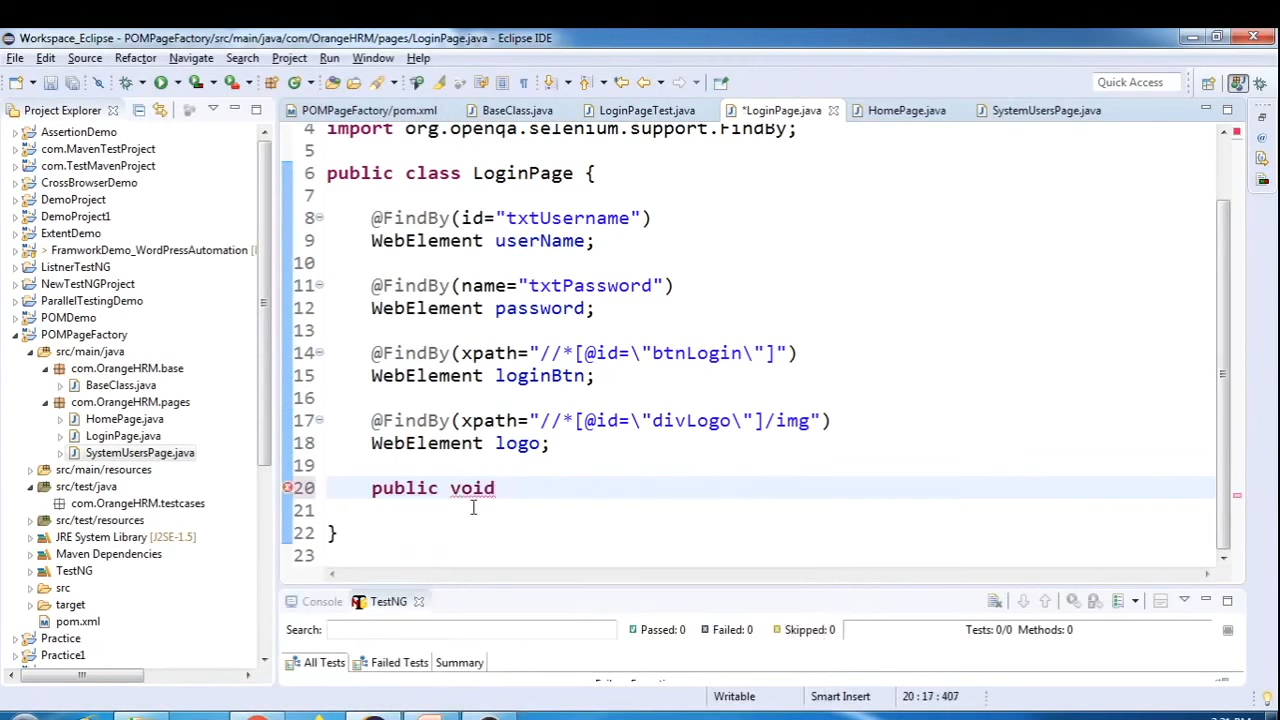 Workspace_Eclipse - POMPageFactory/src/main/java/com/OrangeHRM/pages/LoginPage.java - Eclipse IDE
File Edit Source Refactor Navigate Search Project Run Window Help
Quick Access
Project Explorer
POMPageFactory/pom.xml BaseClass.java LoginPageTest.java *LoginPage.java HomePage.java SystemUsersPage.java
AssertionDemo
com.MavenTestProject
com.TestMavenProject
CrossBrowserDemo
DemoProject
DemoProject1
ExtentDemo
> FramworkDemo_WordPressAutomation
ListnerTestNG
NewTestNGProject
ParallelTestingDemo
POMDemo
POMPageFactory
src/main/java
com.OrangeHRM.base
BaseClass.java
com.OrangeHRM.pages
HomePage.java
LoginPage.java
SystemUsersPage.java
src/main/resources
src/test/java
com.OrangeHRM.testcases
src/test/resources
JRE System Library [J2SE-1.5]
Maven Dependencies
TestNG
src
target
pom.xml
Practice
Practice1
4 import org.openqa.selenium.support.FindBy;
5
6 public class LoginPage {
7
8 @FindBy(id="txtUsername")
9 WebElement userName;
10
11 @FindBy(name="txtPassword")
12 WebElement password;
13
14 @FindBy(xpath="//*[@id=\"btnLogin\"]")
15 WebElement loginBtn;
16
17 @FindBy(xpath="//*[@id=\"divLogo\"]/img")
18 WebElement logo;
19
20 public void
21
22 }
23
Console TestNG
Search: Passed: 0 Failed: 0 Skipped: 0 Tests: 0/0 Methods: 0
All Tests Failed Tests Summary
Writable Smart Insert 20 : 17 : 407